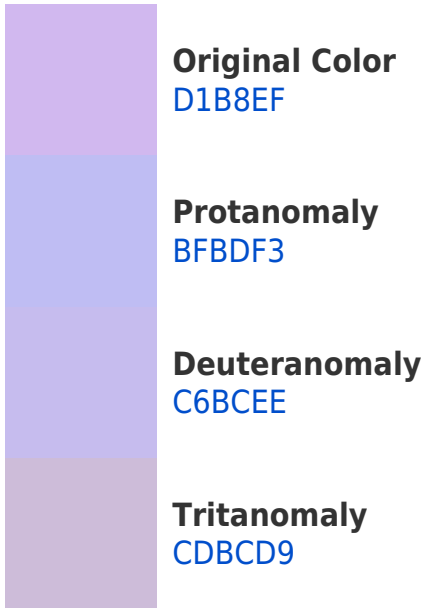 Original Color
D1B8EF
Protanomaly
BFBDF3
Deuteranomaly
C6BCEE
Tritanomaly
CDBCD9